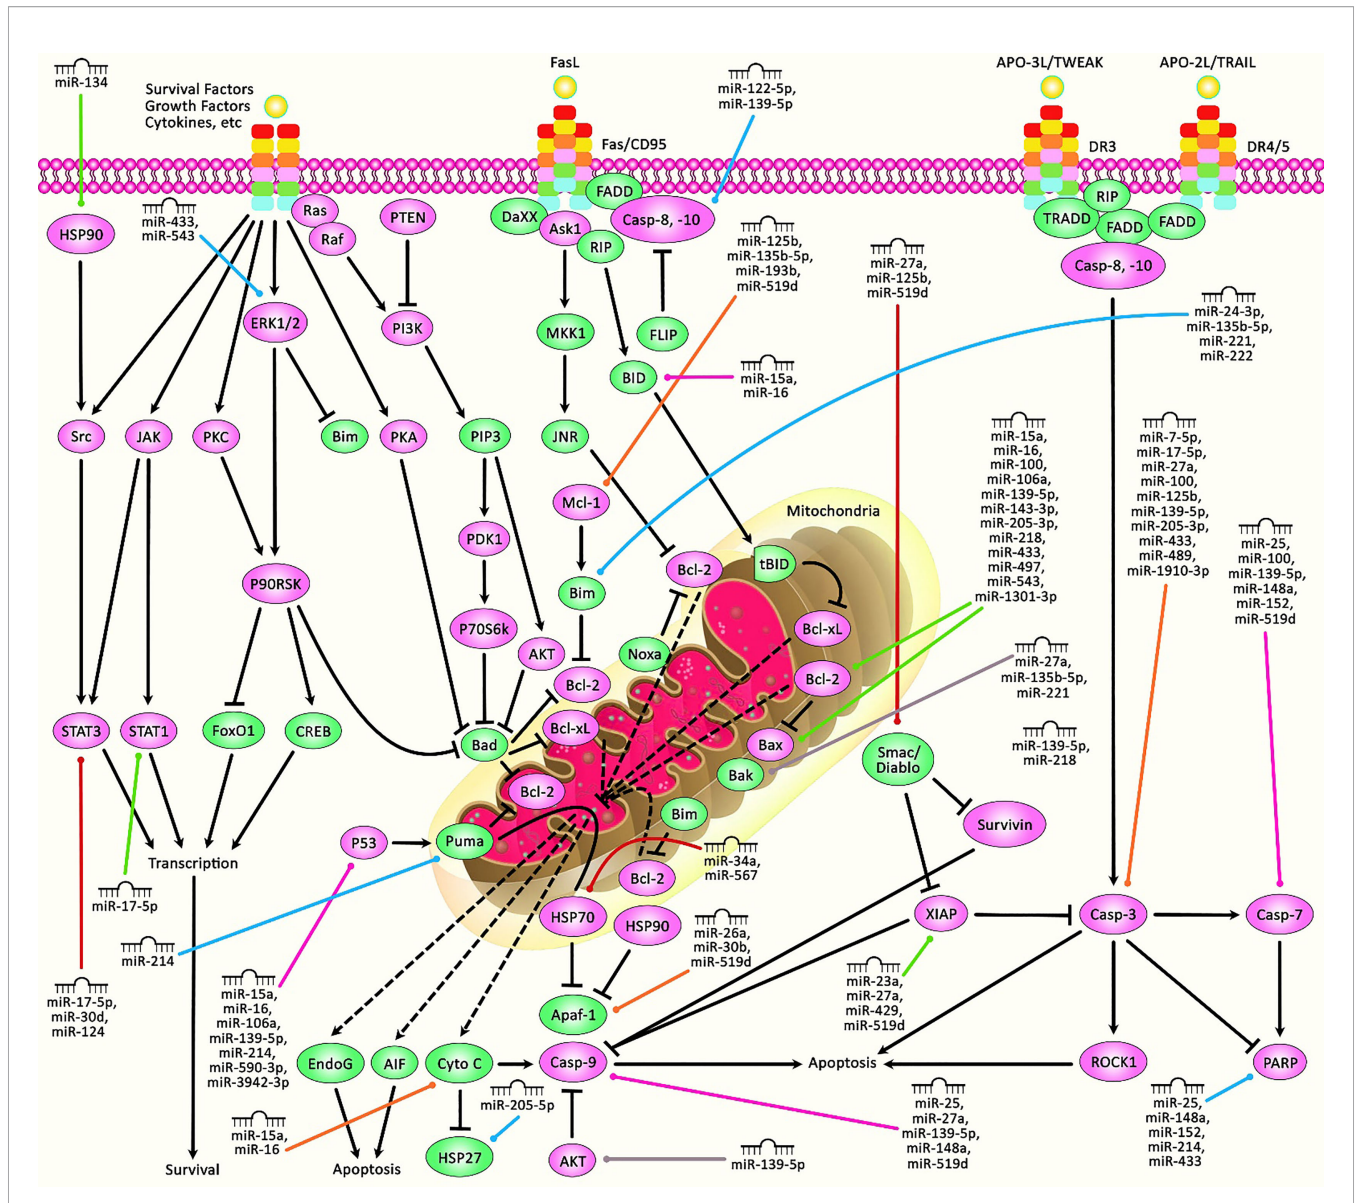 miR-134
Survival Factors
Growth Factors
Cytokines, etc
FasL
Fas/CD95
miR-122-5p,
miR-139-5p
APO-3L/TWEAK
DR3
APO-2L/TRAIL
DR4/5
HSP90
miR-433,
miR-543
Ras
Raf
PTEN
DaXX
FADD
Ask1
Casp-8, -10
RIP
miR-125b,
miR-135b-5p,
miR-193b,
miR-519d
miR-27a,
miR-125b,
miR-519d
RIP
TRADD
FADD
FADD
Casp-8, -10
ERK1/2
PI3K
MKK1
FLIP
BID
miR-15a,
miR-16
miR-24-3p,
miR-135b-5p,
miR-221,
miR-222
Src
JAK
PKC
Bim
PKA
PIP3
JNR
Mcl-1
miR-15a,
miR-16,
miR-100,
miR-106a,
miR-139-5p,
miR-143-3p,
miR-205-3p,
miR-218,
miR-433,
miR-497,
miR-543,
miR-1301-3p
miR-7-5p,
miR-17-5p,
miR-27a,
miR-100,
miR-125b,
miR-139-5p,
miR-205-3p,
miR-433,
miR-489,
miR-1910-3p
miR-25,
miR-100,
miR-139-5p,
miR-148a,
miR-152,
miR-519d
Mitochondria
PDK1
P90RSK
Bim
Bcl-2
tBID
P70S6k
AKT
Noxa
Bcl-xL
Bcl-2
Bcl-2
miR-27a,
miR-135b-5p,
miR-221
STAT3
STAT1
FoxO1
CREB
Bad
Bcl-xL
Bax
Bak
Smac/
Diablo
miR-139-5p,
miR-218
Bcl-2
Bim
Survivin
P53
Puma
Transcription
miR-34a,
miR-567
Bcl-2
miR-17-5p
HSP70
HSP90
XIAP
Casp-3
Casp-7
miR-214
miR-26a,
miR-30b,
miR-519d
miR-17-5p,
miR-30d,
miR-124
miR-15a,
miR-16,
miR-106a,
miR-139-5p,
miR-214,
miR-590-3p,
miR-3942-3p
Apaf-1
miR-23a,
miR-27a,
miR-429,
miR-519d
EndoG
AIF
Cyto C
Casp-9
Apoptosis
ROCK1
PARP
miR-205-5p
miR-15a,
miR-16
miR-25,
miR-27a,
miR-139-5p,
miR-148a,
miR-519d
miR-25,
miR-148a,
miR-152,
miR-214,
miR-433
Survival
Apoptosis
HSP27
AKT
miR-139-5p